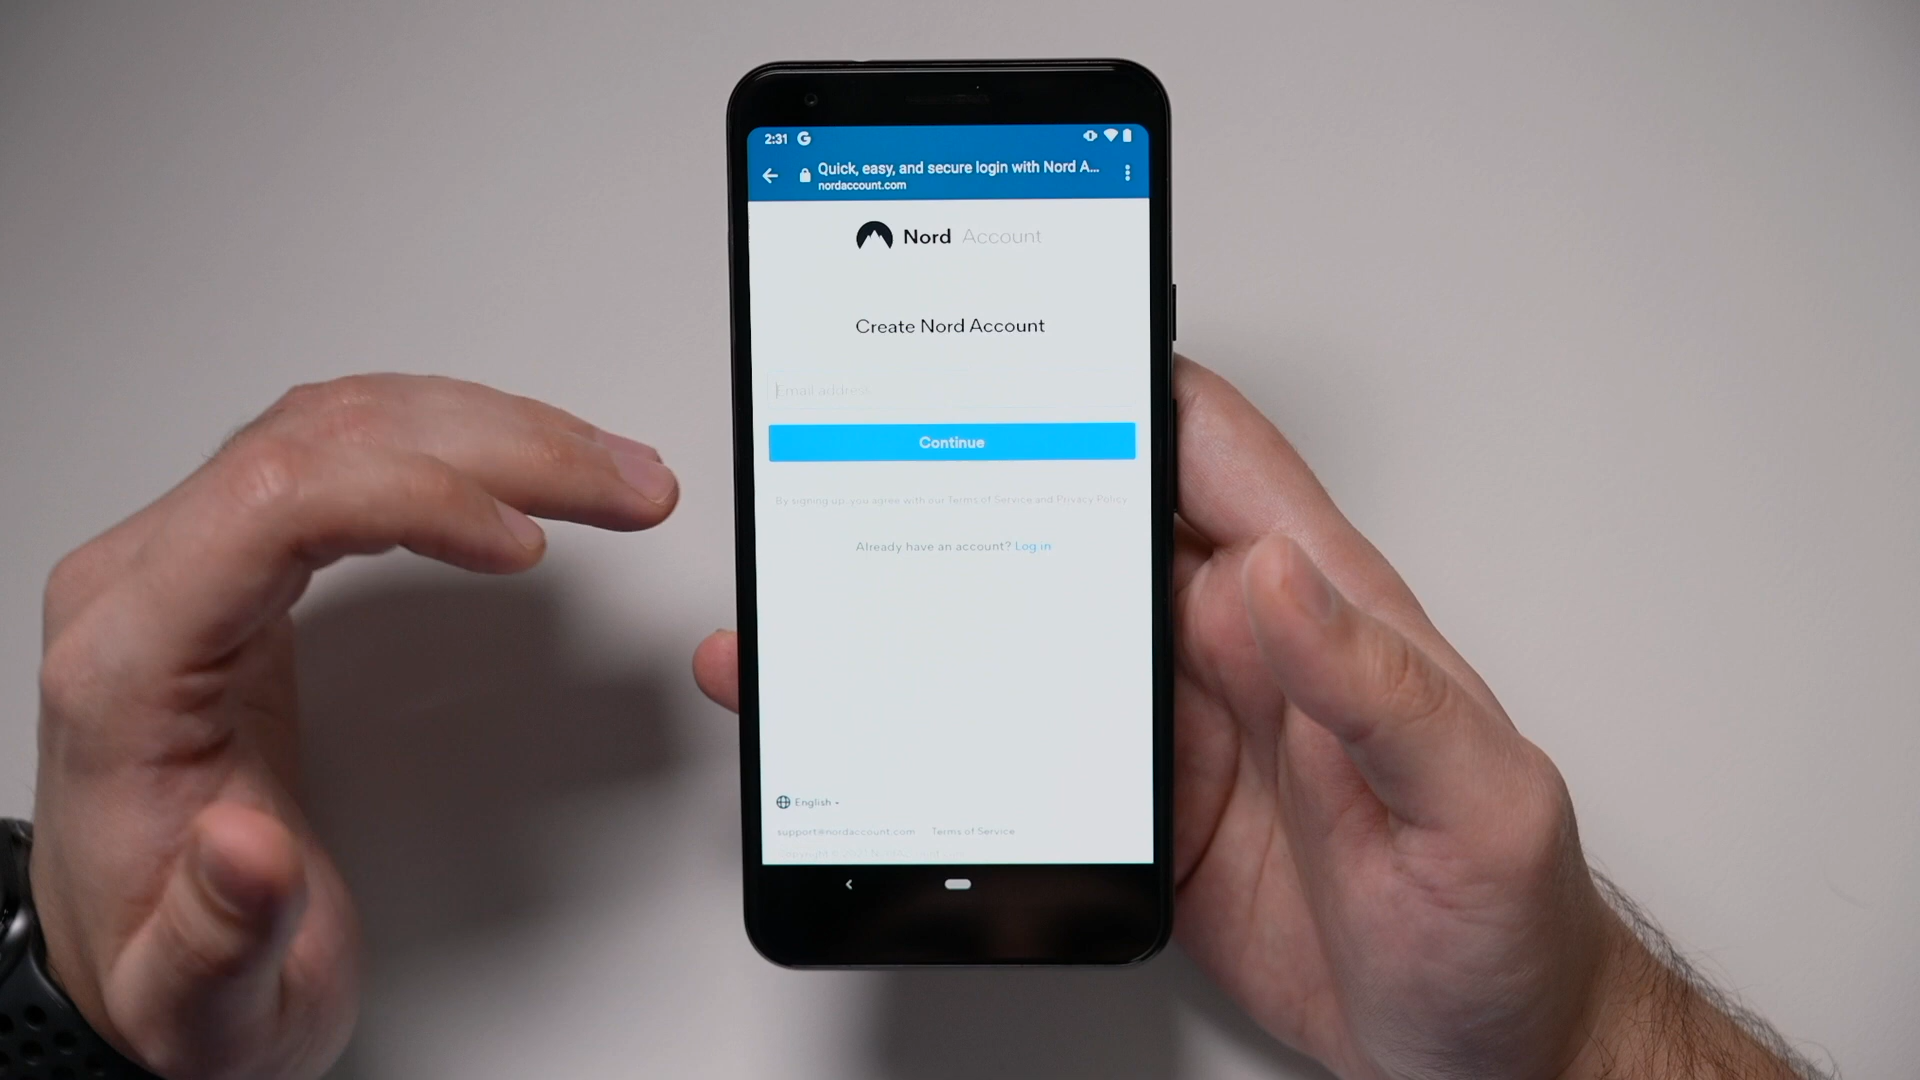 2:31
Quick, easy, and secure login with Nord A...
nordaccount.com
Nord Account
Create Nord Account
Email address
Continue
By signing up, you agree with our Terms of Service and Privacy Policy
Already have an account? Log in
English
support@nordaccount.com Terms of Service